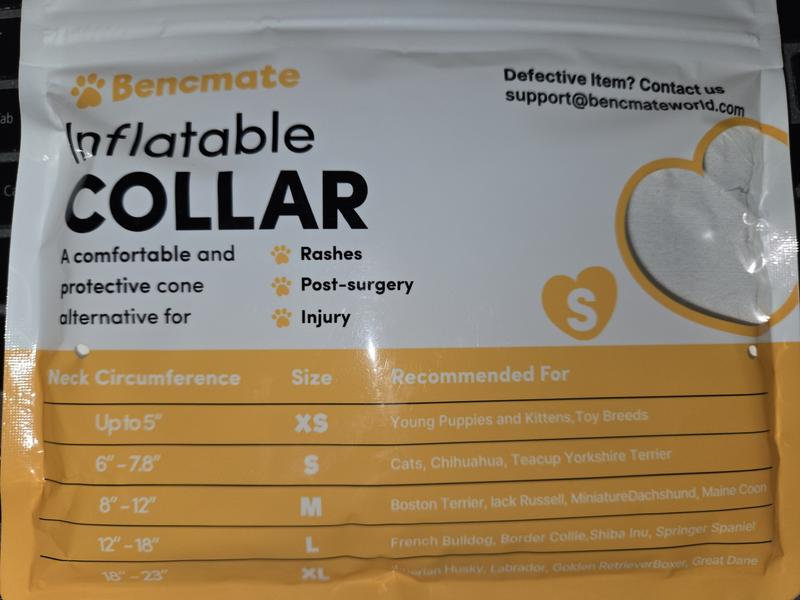 Bencmate
Defective Item? Contact us
support@bencmateworld.com
Inflatable
COLLAR
A comfortable and
protective cone
alternative for
Rashes
Post-surgery
Injury
S
Neck Circumference Size Recommended For
Up to 5" XS Young Puppies and Kittens,Toy Breeds
6" - 7.8" S Cats, Chihuahua, Teacup Yorkshire Terrier
8" - 12" M Boston Terrier, Jack Russell, MiniatureDachshund, Maine Coon
12" - 18" L French Bulldog, Border Collie,Shiba Inu, Springer Spaniel
18" - 23" XL Husky, Labrador, Golden RetrieverBoxer, Great Dane